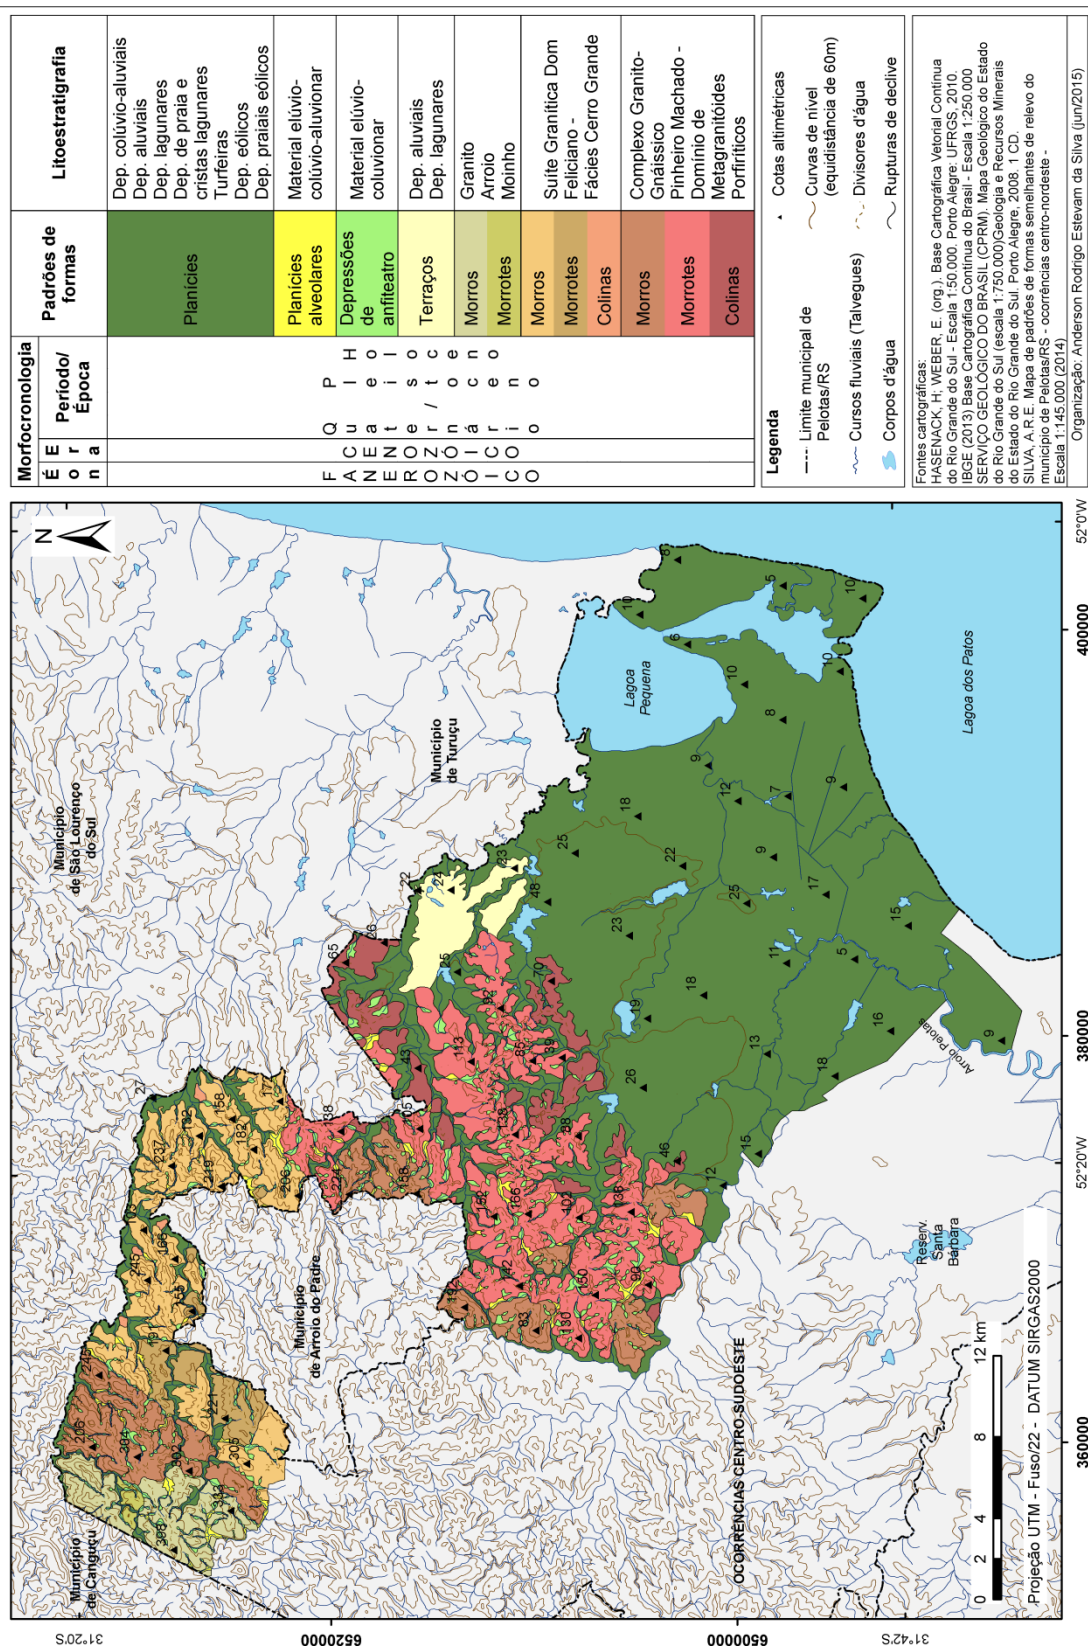 Morfocronologia
Éon
Era
Período/
Época
Padrões de
formas
Litoestratigrafia
FANEROZÓICO
CENOZÓICO
Quaternário
Pleistoceno / Holoceno
Planícies
Dep. colúvio-aluviais
Dep. aluviais
Dep. lagunares
Dep. de praia e
cristas lagunares
Turfeiras
Dep. eólicos
Dep. praiais eólicos
Planícies
alveolares
Material elúvio-
colúvio-aluvionar
Depressões
de
anfiteatro
Material elúvio-
coluvionar
Terraços
Dep. aluviais
Dep. lagunares
Morros
Morrotes
Granito
Arroio
Moinho
Morros
Morrotes
Colinas
Suite Granítica Dom
Feliciano -
Fácies Cerro Grande
Morros
Morrotes
Colinas
Complexo Granito-
Gnáissico
Pinheiro Machado -
Domínio de
Metagranitóides
Porfiríticos
Legenda
Limite municipal de
Pelotas/RS
Cursos fluviais (Talvegues)
Corpos d'água
Cotas altimétricas
Curvas de nível
(equidistância de 60m)
Divisores d'água
Rupturas de declive
Fontes cartográficas:
HASENACK, H; WEBER, E. (org.). Base Cartográfica Vetorial Contínua
do Rio Grande do Sul - Escala 1:50.000. Porto Alegre: UFRGS, 2010.
IBGE (2013) Base Cartográfica Contínua do Brasil - Escala 1:250.000
SERVIÇO GEOLÓGICO DO BRASIL (CPRM). Mapa Geológico do Estado
do Rio Grande do Sul (escala 1:750.000)Geologia e Recursos Minerais
do Estado do Rio Grande do Sul. Porto Alegre, 2008. 1 CD.
SILVA, A.R.E. Mapa de padrões de formas semelhantes de relevo do
município de Pelotas/RS - ocorrências centro-nordeste -
Escala 1:145.000 (2014)
Organização: Anderson Rodrigo Estevam da Silva (jun/2015)
N
Município
de Canguçu
Município
de São Lourenço
do Sul
Município
de Turuçu
Município
de Arroio do Padre
OCORRÊNCIAS CENTRO-SUDOESTE
Lagoa
Pequena
Lagoa dos Patos
Arroio Pelotas
Reserv.
Santa
Bárbara
0 2 4 8 12 km
Projeção UTM - Fuso/22 - DATUM SIRGAS2000
360000
380000
400000
52°20'W
52°0'W
31°20'S
6520000
6500000
31°42'S